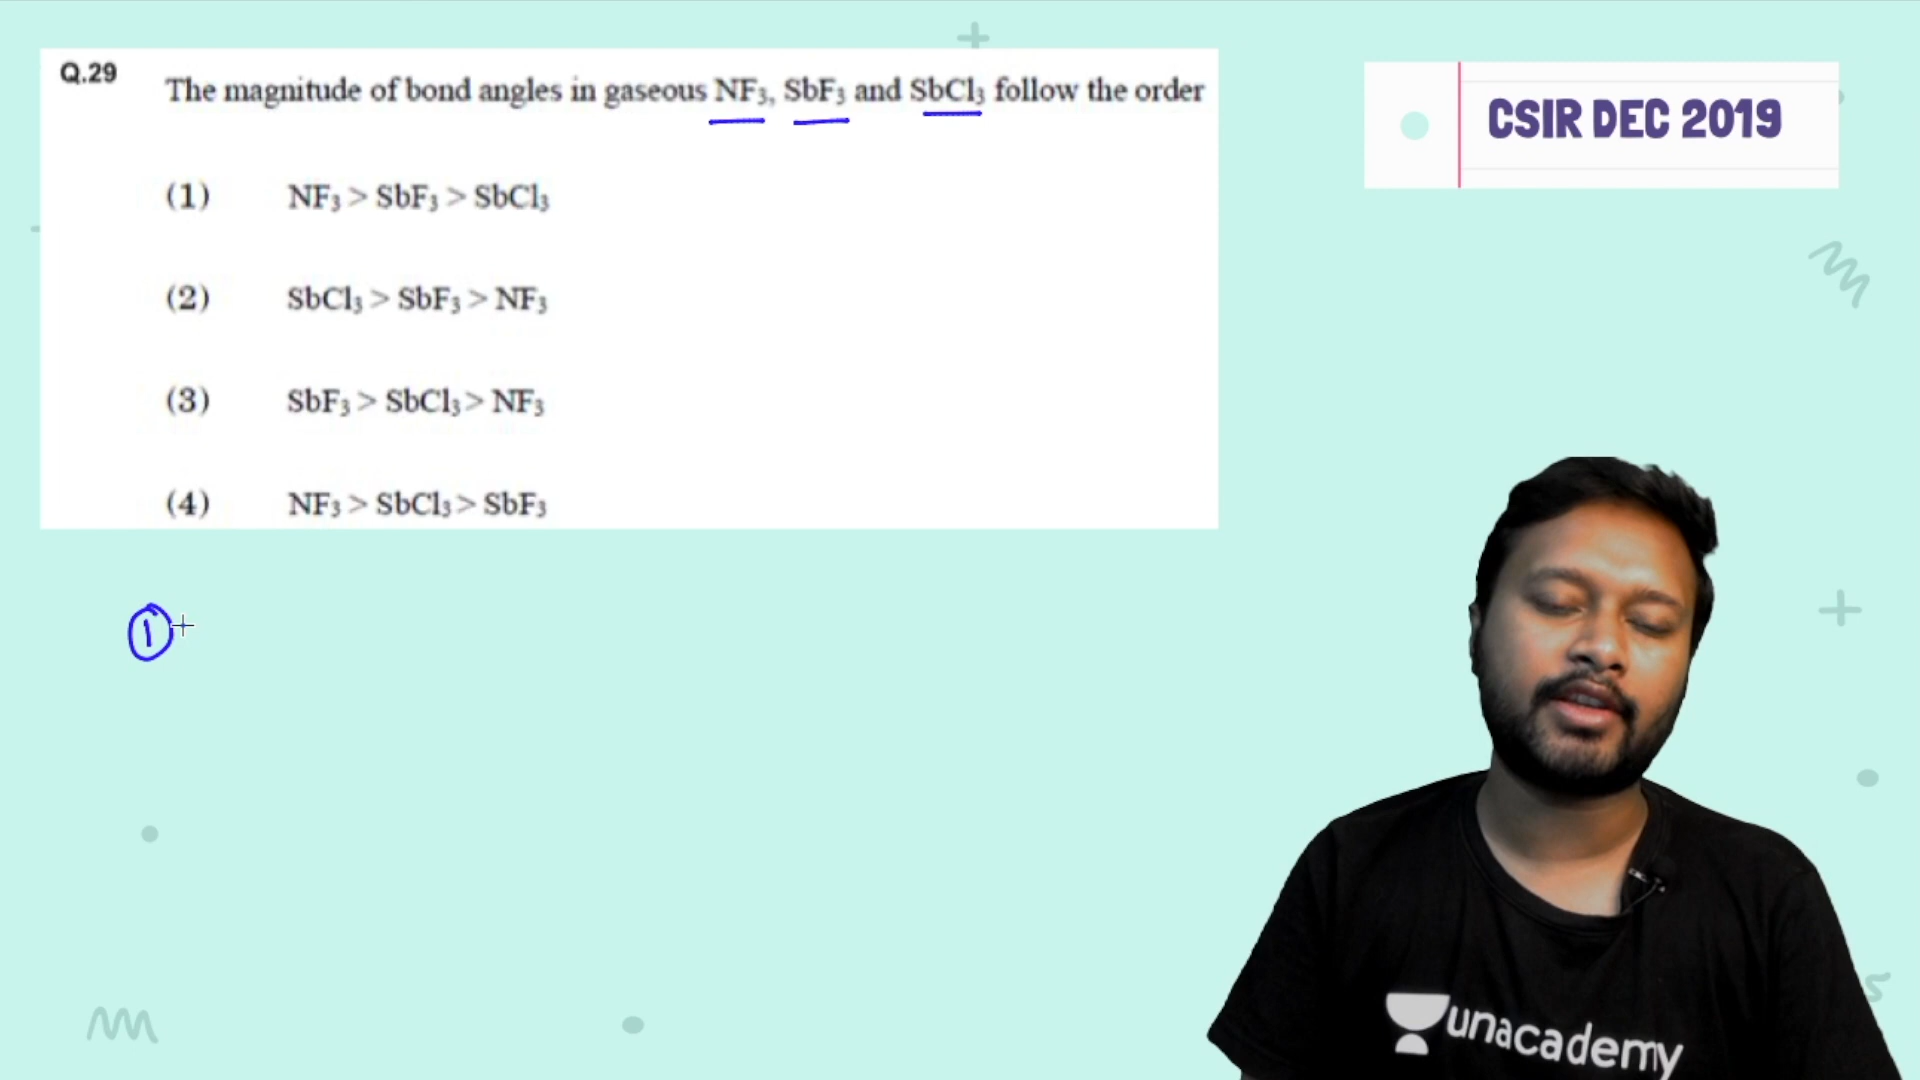 Q.29 The magnitude of bond angles in gaseous NF₃, SbF₃ and SbCl₃ follow the order
(1) NF₃ > SbF₃ > SbCl₃
(2) SbCl₃ > SbF₃ > NF₃
(3) SbF₃ > SbCl₃ > NF₃
(4) NF₃ > SbCl₃ > SbF₃
CSIR DEC 2019
1
unacademy